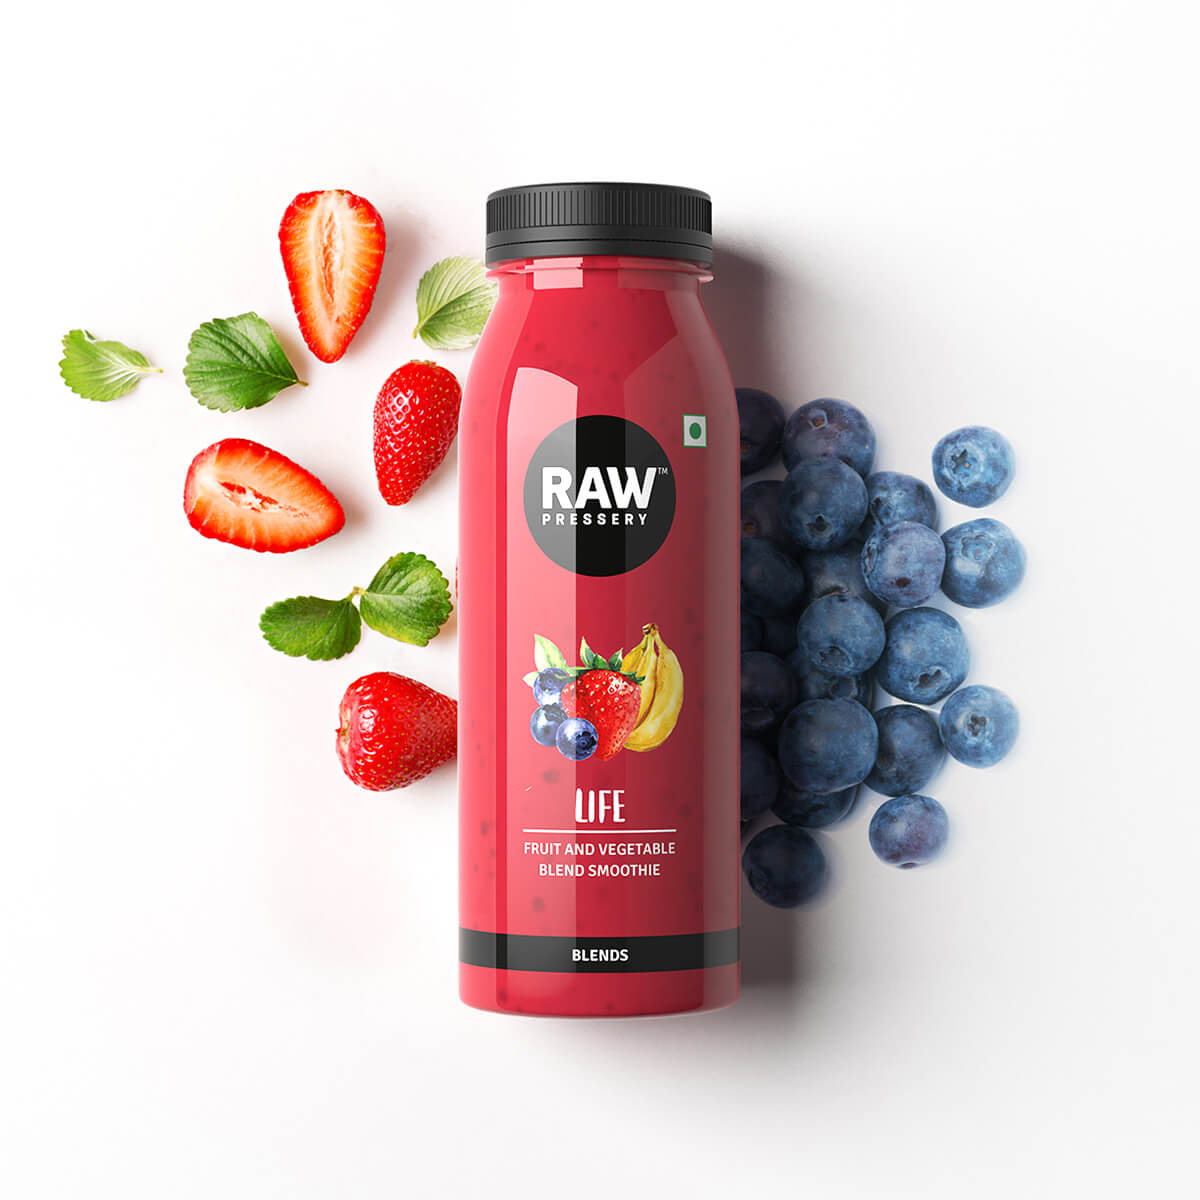 RAW™
PRESSERY
LIFE
FRUIT AND VEGETABLE
BLEND SMOOTHIE
BLENDS